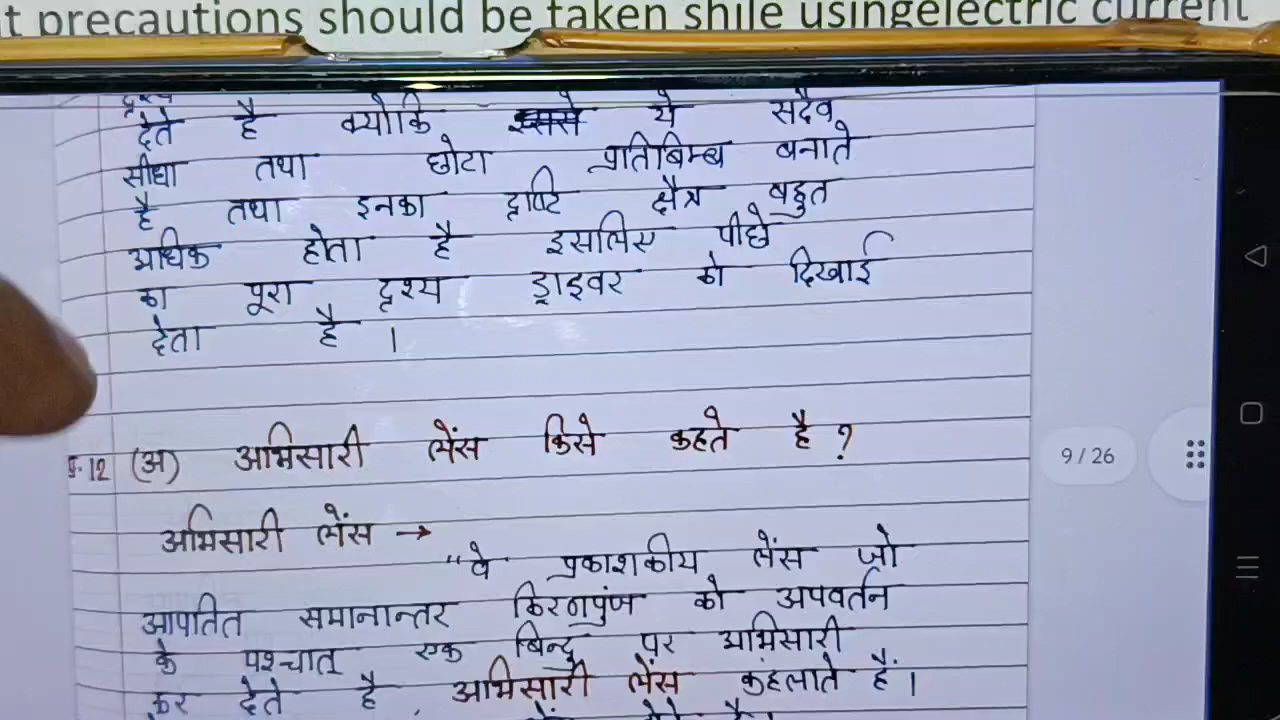 t precautions should be taken shile usingelectric current
देते है क्योकि इससे ये सदैव
सीधा तथा छोटा प्रतिबिम्ब बनाते
है तथा इनका दृष्टि क्षैत्र बहुत
अधिक होता है इसलिए पीछे
का पूरा दृश्य ड्राइवर को दिखाई
देता है ।
12 (अ) अभिसारी लेंस किसे कहते है ?
अभिसारी लेंस →
"वे प्रकाशकीय लेंस जो
आपतित समानान्तर किरणपुंज को अपवर्तन
के पश्चात् एक बिन्दु पर अभिसारी
कर देते है , अभिसारी लेंस कहलाते हैं।
9 / 26